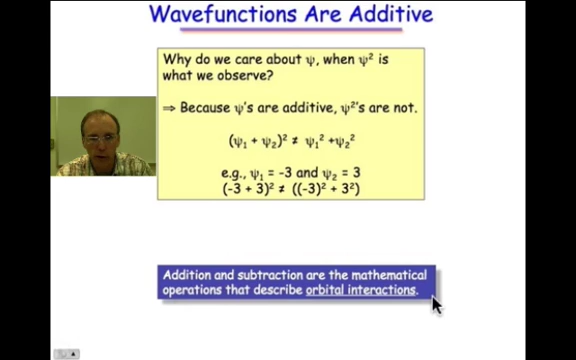 Wavefunctions Are Additive
Why do we care about ψ, when ψ² is
what we observe?
⇒ Because ψ's are additive, ψ²'s are not.
(ψ₁ + ψ₂)² ≠ ψ₁² +ψ₂²
e.g., ψ₁ = -3 and ψ₂ = 3
(-3 + 3)² ≠ ((-3)² + 3²)
Addition and subtraction are the mathematical
operations that describe orbital interactions.